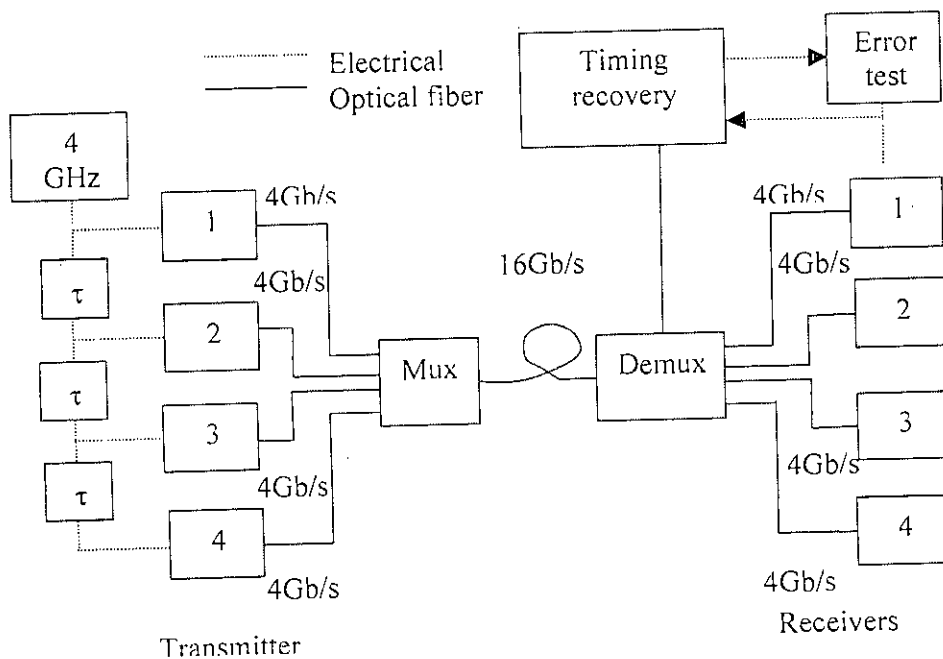 Electrical
Optical fiber
Timing
recovery
Error
test
4
GHz
4Gb/s
1
4Gb/s
τ
2
τ
3
τ
4Gb/s
4
4Gb/s
Mux
16Gb/s
Demux
4Gb/s
1
4Gb/s
2
3
4Gb/s
4
4Gb/s
Transmitter
Receivers